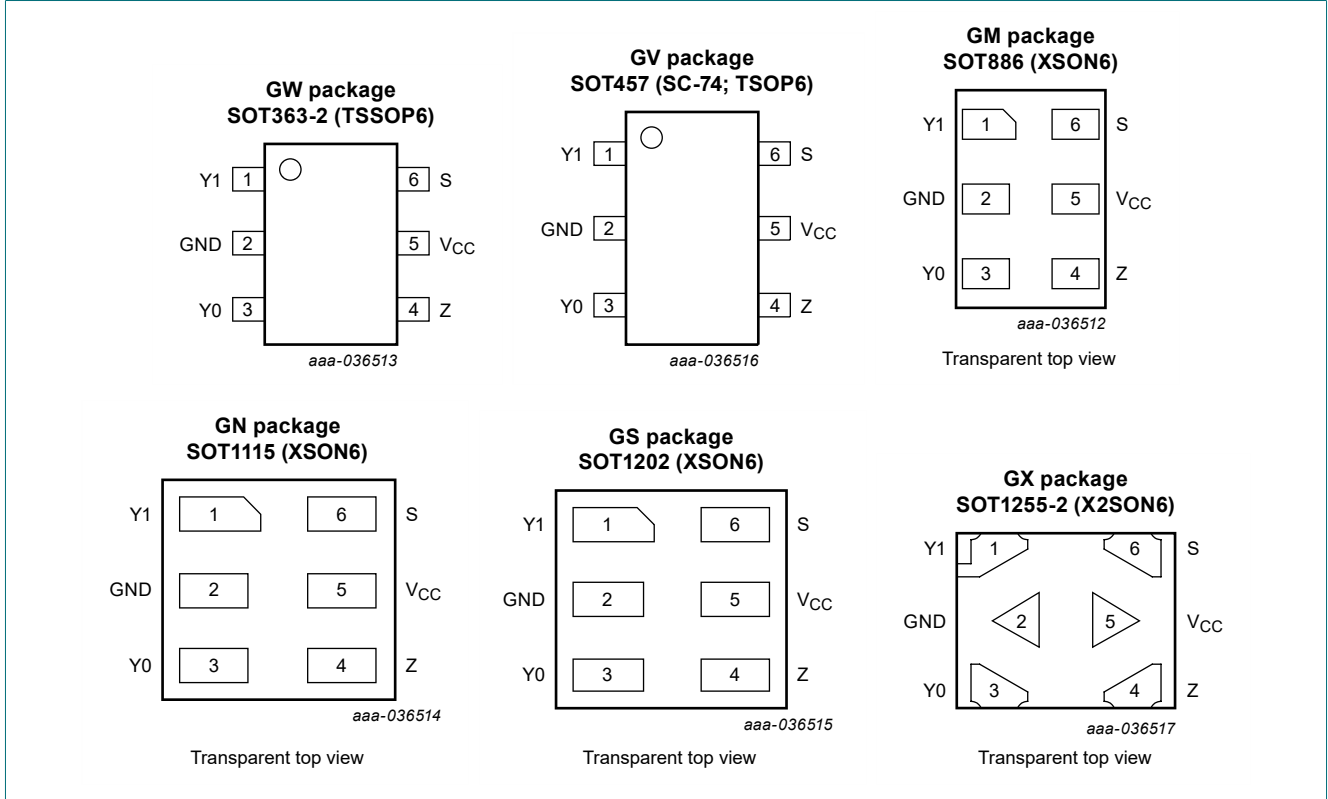 GW package
SOT363-2 (TSSOP6)
Y1 1 6 S
GND 2 5 VCC
Y0 3 4 Z
aaa-036513
GV package
SOT457 (SC-74; TSOP6)
Y1 1 6 S
GND 2 5 VCC
Y0 3 4 Z
aaa-036516
GM package
SOT886 (XSON6)
Y1 1 6 S
GND 2 5 VCC
Y0 3 4 Z
aaa-036512
Transparent top view
GN package
SOT1115 (XSON6)
Y1 1 6 S
GND 2 5 VCC
Y0 3 4 Z
aaa-036514
Transparent top view
GS package
SOT1202 (XSON6)
Y1 1 6 S
GND 2 5 VCC
Y0 3 4 Z
aaa-036515
Transparent top view
GX package
SOT1255-2 (X2SON6)
Y1 1 6 S
GND 2 5 VCC
Y0 3 4 Z
aaa-036517
Transparent top view